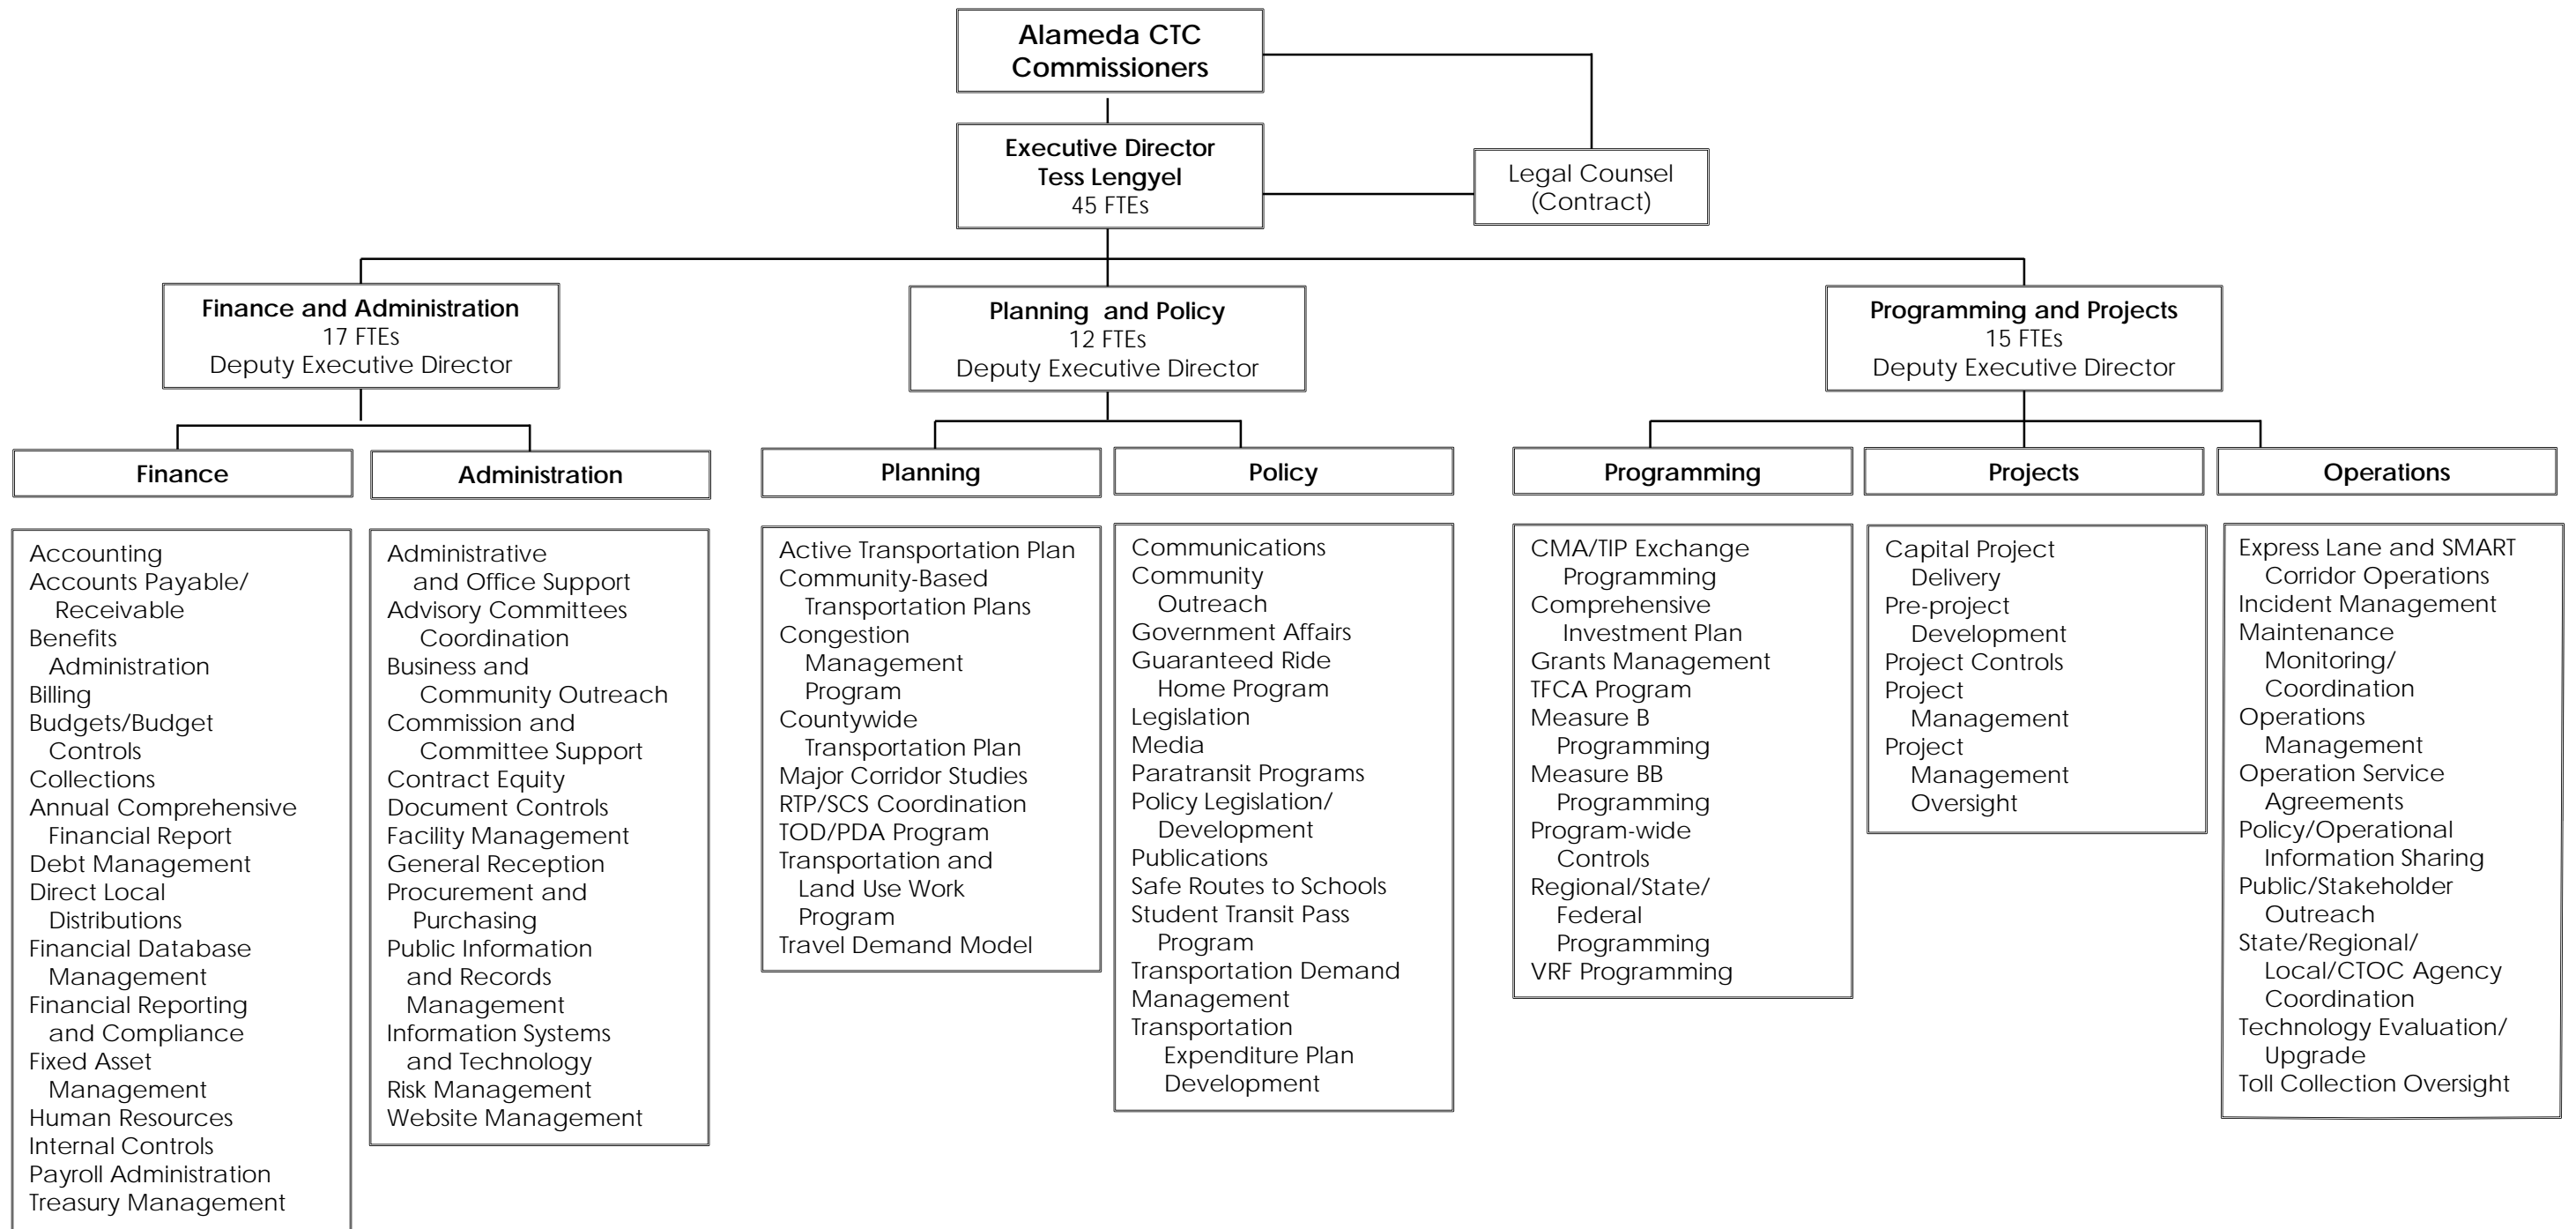 Alameda CTC
Commissioners
Executive Director
Tess Lengyel
45 FTEs
Legal Counsel
(Contract)
Finance and Administration
17 FTEs
Deputy Executive Director
Planning and Policy
12 FTEs
Deputy Executive Director
Programming and Projects
15 FTEs
Deputy Executive Director
Finance
Administration
Planning
Policy
Programming
Projects
Operations
Accounting
Accounts Payable/
Receivable
Benefits
Administration
Billing
Budgets/Budget
Controls
Collections
Annual Comprehensive
Financial Report
Debt Management
Direct Local
Distributions
Financial Database
Management
Financial Reporting
and Compliance
Fixed Asset
Management
Human Resources
Internal Controls
Payroll Administration
Treasury Management
Administrative
and Office Support
Advisory Committees
Coordination
Business and
Community Outreach
Commission and
Committee Support
Contract Equity
Document Controls
Facility Management
General Reception
Procurement and
Purchasing
Public Information
and Records
Management
Information Systems
and Technology
Risk Management
Website Management
Active Transportation Plan
Community-Based
Transportation Plans
Congestion
Management
Program
Countywide
Transportation Plan
Major Corridor Studies
RTP/SCS Coordination
TOD/PDA Program
Transportation and
Land Use Work
Program
Travel Demand Model
Communications
Community
Outreach
Government Affairs
Guaranteed Ride
Home Program
Legislation
Media
Paratransit Programs
Policy Legislation/
Development
Publications
Safe Routes to Schools
Student Transit Pass
Program
Transportation Demand
Management
Transportation
Expenditure Plan
Development
CMA/TIP Exchange
Programming
Comprehensive
Investment Plan
Grants Management
TFCA Program
Measure B
Programming
Measure BB
Programming
Program-wide
Controls
Regional/State/
Federal
Programming
VRF Programming
Capital Project
Delivery
Pre-project
Development
Project Controls
Project
Management
Project
Management
Oversight
Express Lane and SMART
Corridor Operations
Incident Management
Maintenance
Monitoring/
Coordination
Operations
Management
Operation Service
Agreements
Policy/Operational
Information Sharing
Public/Stakeholder
Outreach
State/Regional/
Local/CTOC Agency
Coordination
Technology Evaluation/
Upgrade
Toll Collection Oversight